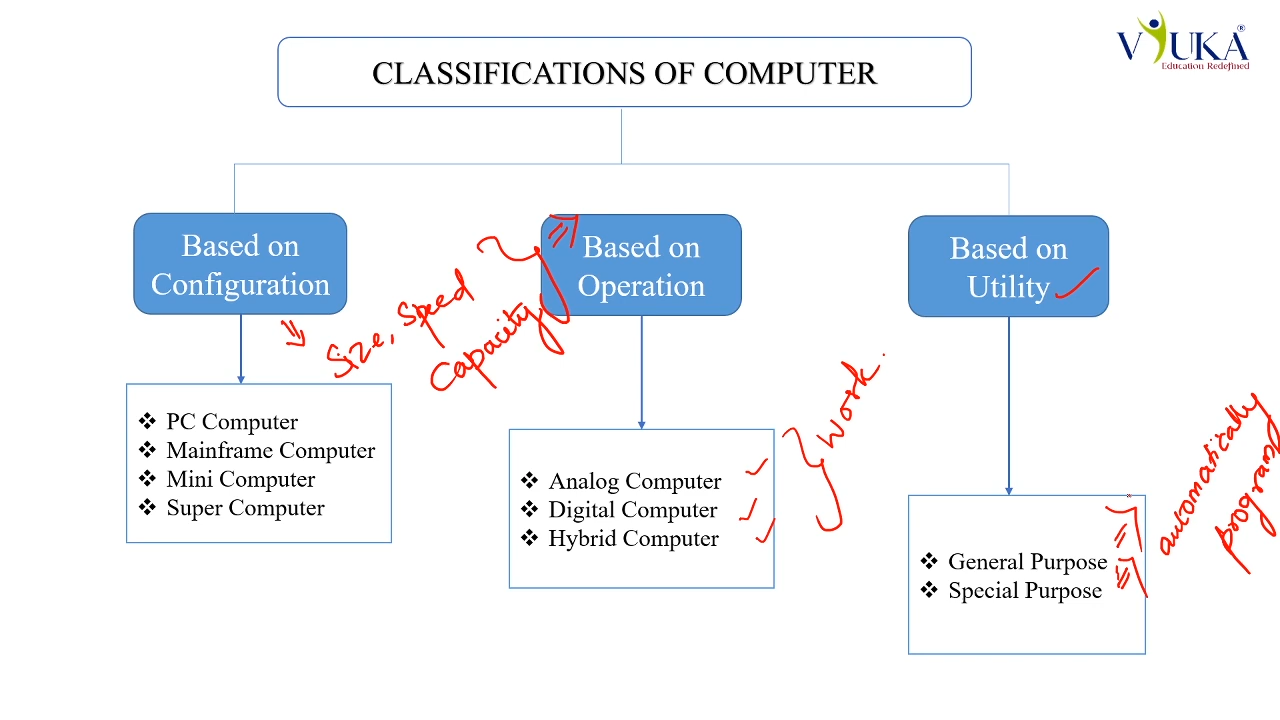 VIUKA®
Education Redefined
CLASSIFICATIONS OF COMPUTER
Based on
Configuration
Size, Speed
Capacity
❖ PC Computer
❖ Mainframe Computer
❖ Mini Computer
❖ Super Computer
Based on
Operation
❖ Analog Computer
❖ Digital Computer
❖ Hybrid Computer
Work.
Based on
Utility
❖ General Purpose
❖ Special Purpose
automatically
program